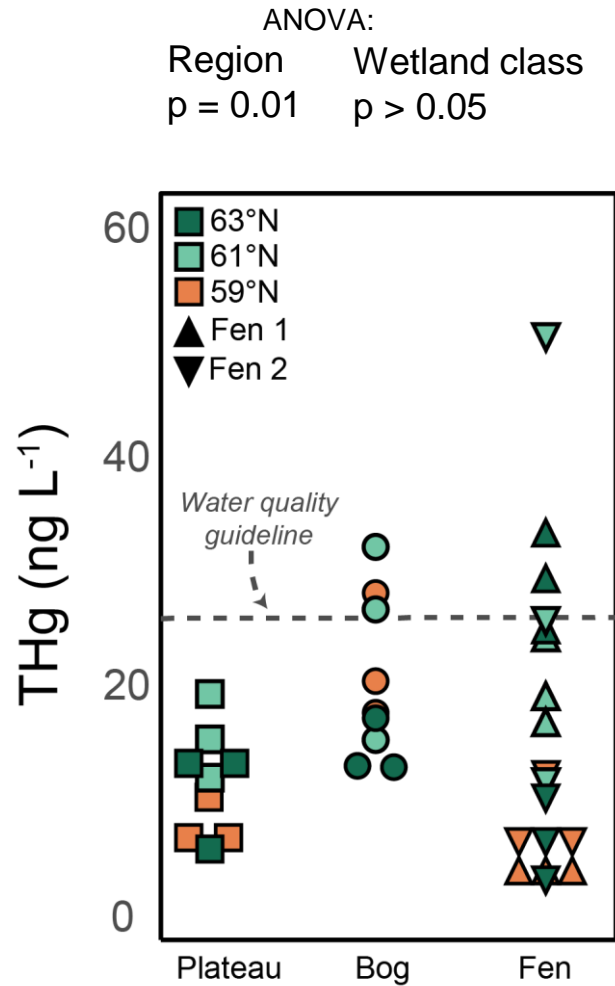 ANOVA:
Region Wetland class
p = 0.01 p > 0.05
60
63°N
61°N
59°N
Fen 1
Fen 2
THg (ng L⁻¹)
40
Water quality
guideline
20
0
Plateau Bog Fen